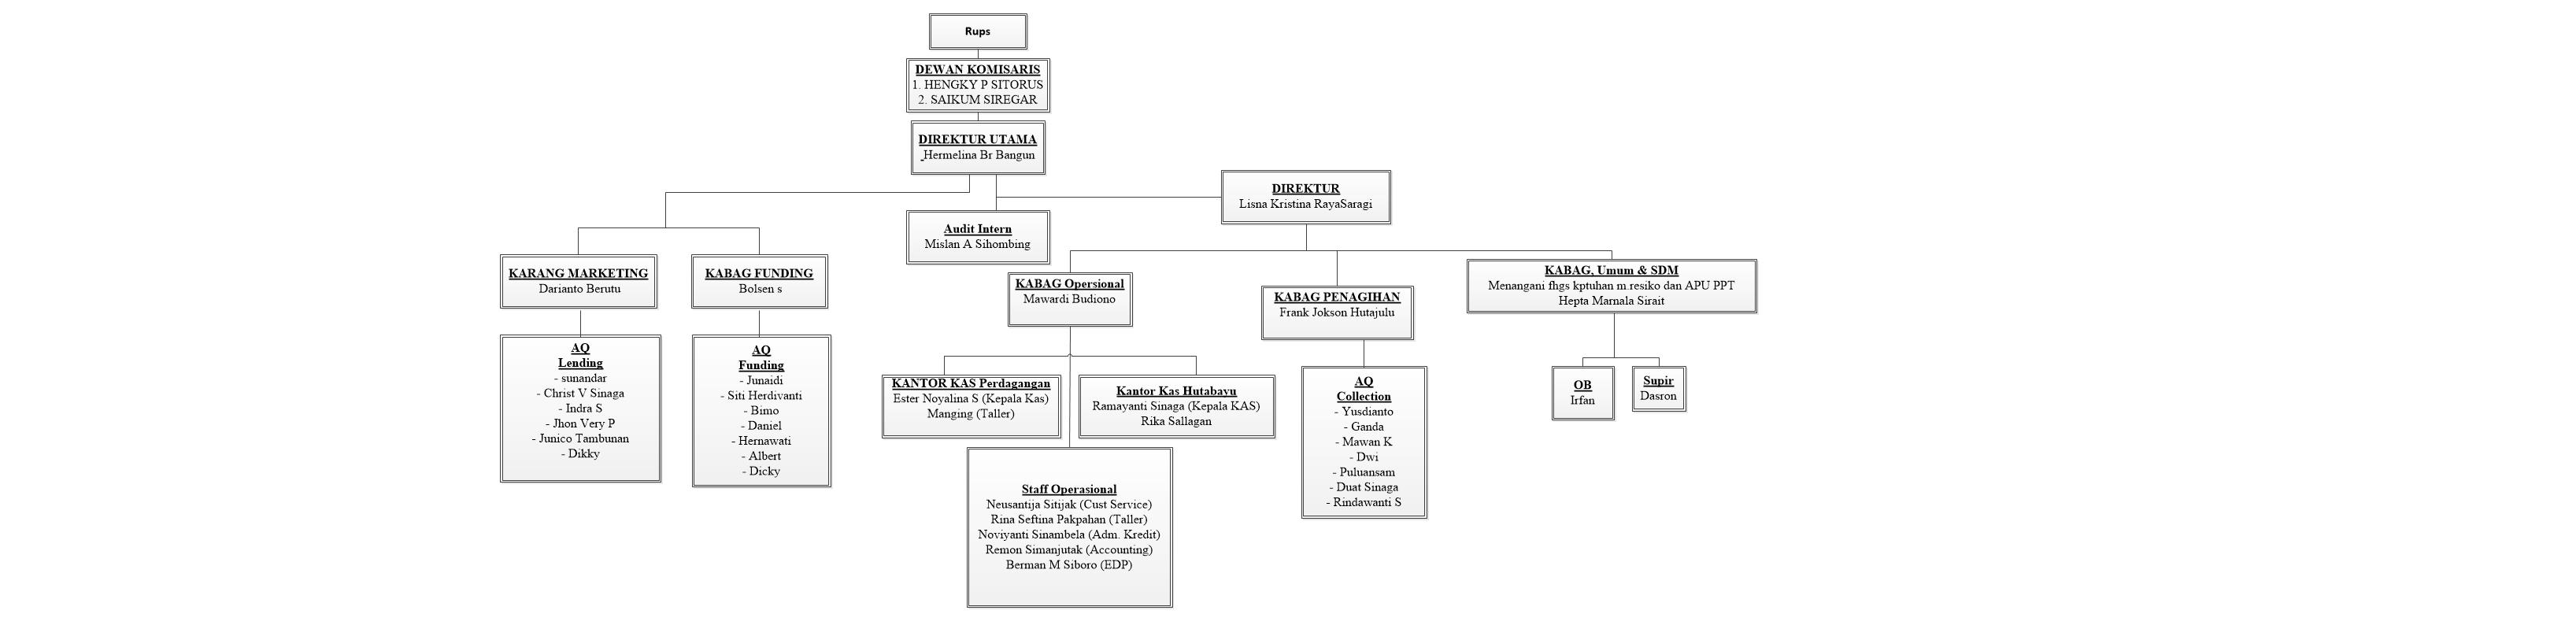 Rups
DEWAN KOMISARIS
1. HENGKY P SITORUS
2. SAIKUM SIREGAR
DIREKTUR UTAMA
Hermelina Br Bangun
DIREKTUR
Lisna Kristina RayaSaragi
Audit Intern
Mislan A Sihombing
KARANG MARKETING
Darianto Berutu
KABAG FUNDING
Bolsen s
KABAG Opersional
Mawardi Budiono
KABAG PENAGIHAN
Frank Jokson Hutajulu
KABAG, Umum & SDM
Menangani fhgs kptuhan m.resiko dan APU PPT
Hepta Marnala Sirait
AQ
Lending
- sunandar
- Christ V Sinaga
- Indra S
- Jhon Very P
- Junico Tambunan
- Dikky
AQ
Funding
- Junaidi
- Siti Herdivanti
- Bimo
- Daniel
- Hernawati
- Albert
- Dicky
KANTOR KAS Perdagangan
Ester Noyalina S (Kepala Kas)
Manging (Taller)
Kantor Kas Hutabayu
Ramayanti Sinaga (Kepala KAS)
Rika Sallagan
Staff Operasional
Neusantija Sitijak (Cust Service)
Rina Seftina Pakpahan (Taller)
Noviyanti Sinambela (Adm. Kredit)
Remon Simanjutak (Accounting)
Berman M Siboro (EDP)
AQ
Collection
- Yusdianto
- Ganda
- Mawan K
- Dwi
- Puluansam
- Duat Sinaga
- Rindawanti S
OB
Irfan
Supir
Dasron